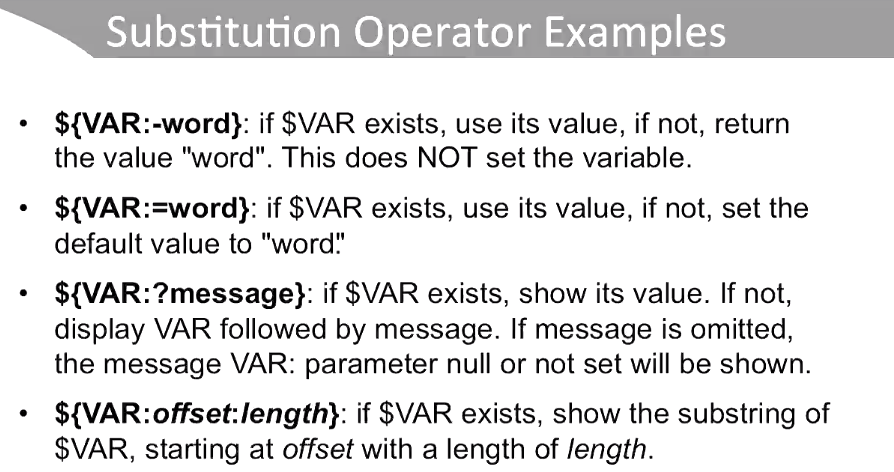 Substitution Operator Examples
• ${VAR:-word}: if $VAR exists, use its value, if not, return
the value "word". This does NOT set the variable.
• ${VAR:=word}: if $VAR exists, use its value, if not, set the
default value to "word".
• ${VAR:?message}: if $VAR exists, show its value. If not,
display VAR followed by message. If message is omitted,
the message VAR: parameter null or not set will be shown.
• ${VAR:offset:length}: if $VAR exists, show the substring of
$VAR, starting at offset with a length of length.